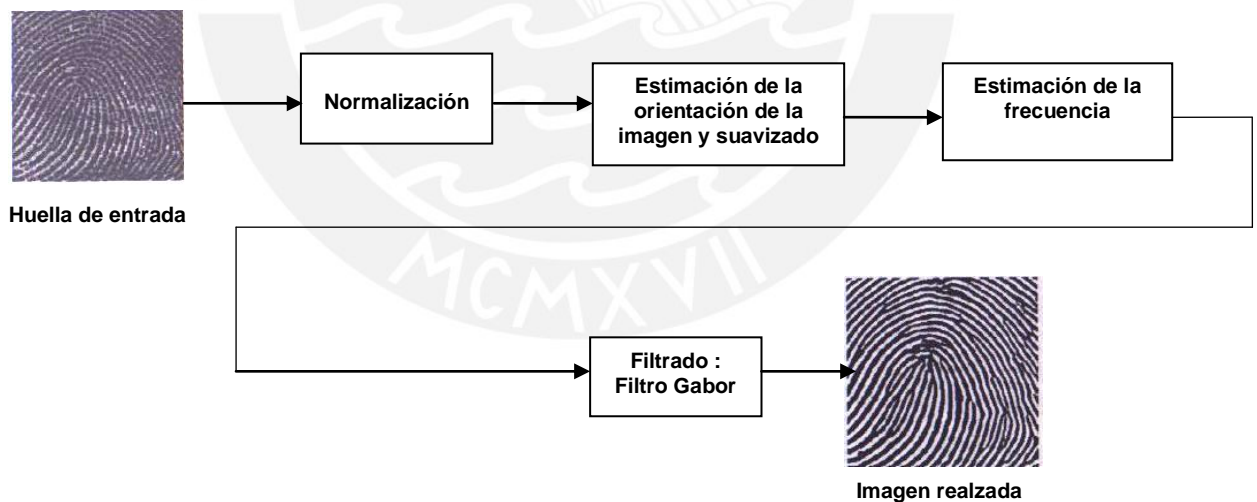 Normalización
Estimación de la
orientación de la
imagen y suavizado
Estimación de la
frecuencia
Huella de entrada
MCMXVII
Filtrado :
Filtro Gabor
Imagen realzada